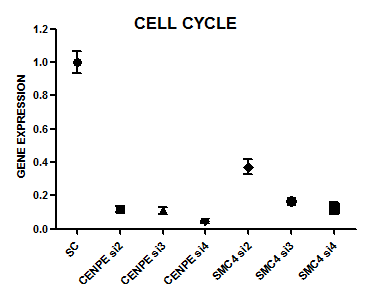 CELL CYCLE
GENE EXPRESSION
1.2
1.0
0.8
0.6
0.4
0.2
0.0
SC
CENPE si2
CENPE si3
CENPE si4
SMC4 si2
SMC4 si3
SMC4 si4